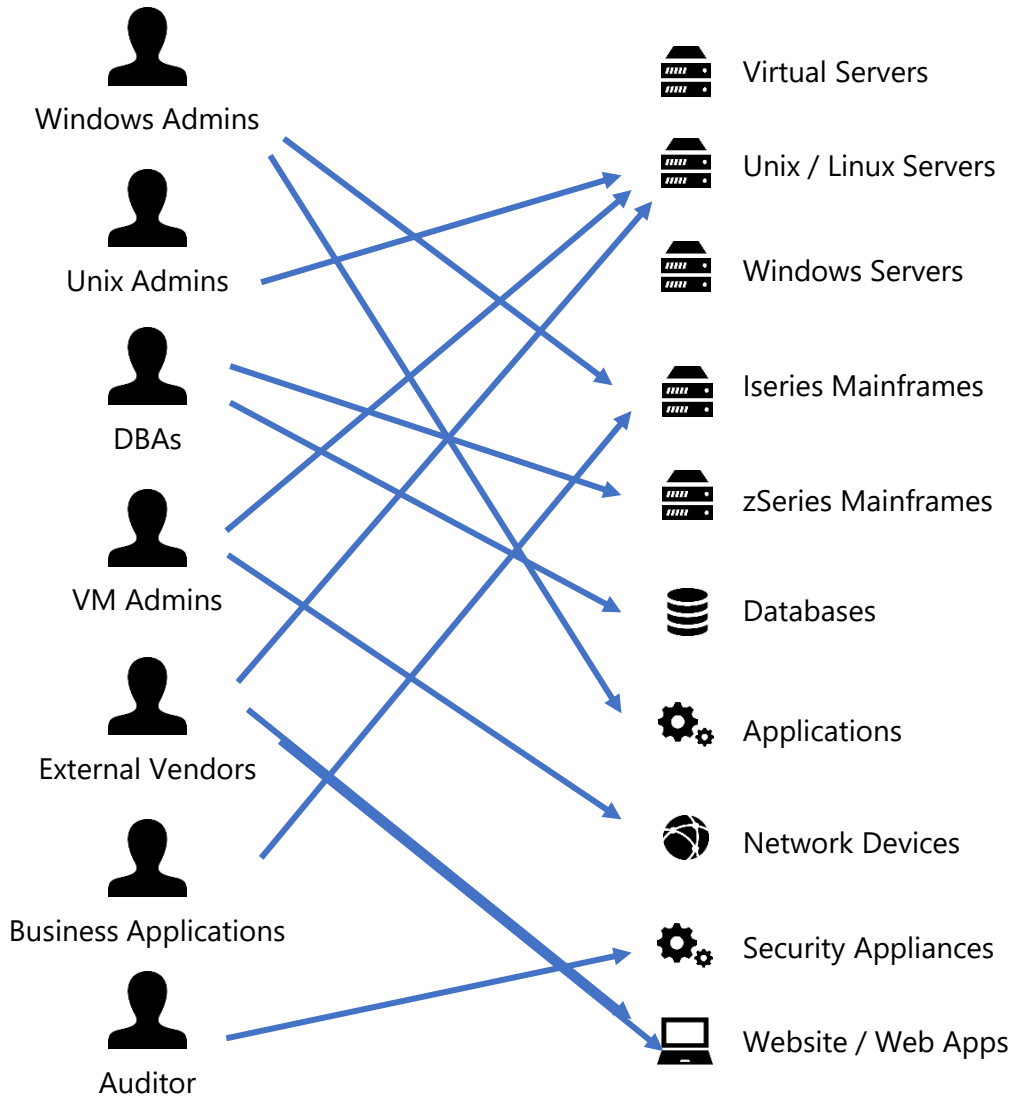 Windows Admins
Unix Admins
DBAs
VM Admins
External Vendors
Business Applications
Auditor
Virtual Servers
Unix / Linux Servers
Windows Servers
Iseries Mainframes
zSeries Mainframes
Databases
Applications
Network Devices
Security Appliances
Website / Web Apps